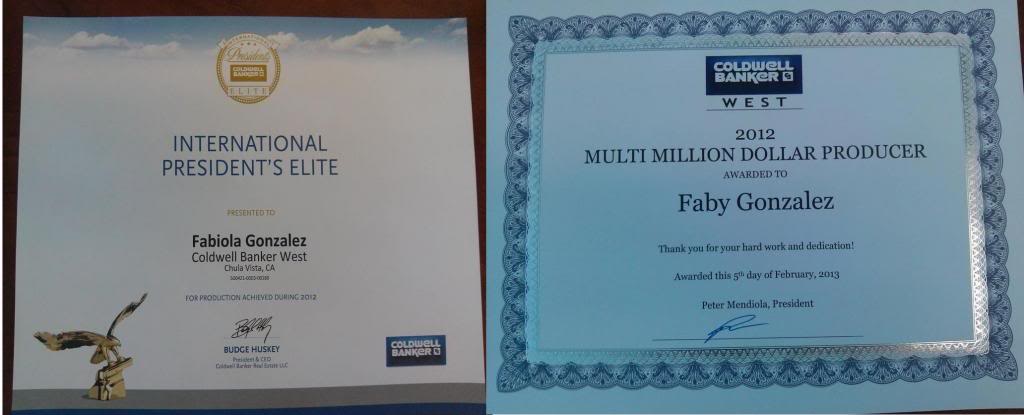 INTERNATIONAL
President's
COLDWELL
BANKER
ELITE
INTERNATIONAL
PRESIDENT'S ELITE
PRESENTED TO
Fabiola Gonzalez
Coldwell Banker West
Chula Vista, CA
FOR PRODUCTION ACHIEVED DURING 2012
BUDGE HUSKEY
President & CEO
Coldwell Banker Real Estate LLC
COLDWELL
BANKER
COLDWELL
BANKER
WEST
2012
MULTI MILLION DOLLAR PRODUCER
AWARDED TO
Faby Gonzalez
Thank you for your hard work and dedication!
Awarded this 5th day of February, 2013
Peter Mendiola, President